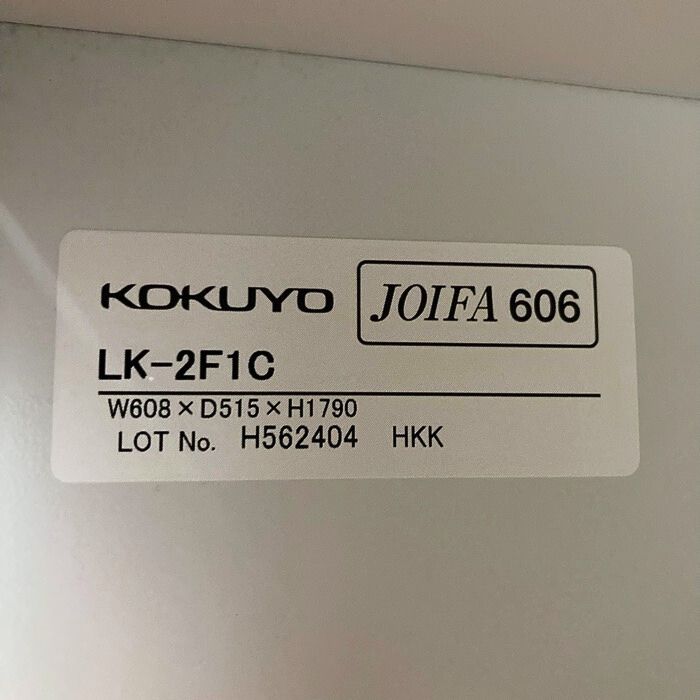 KOKUYO JOIFA 606
LK-2F1C
W608×D515×H1790
LOT No. H562404 HKK